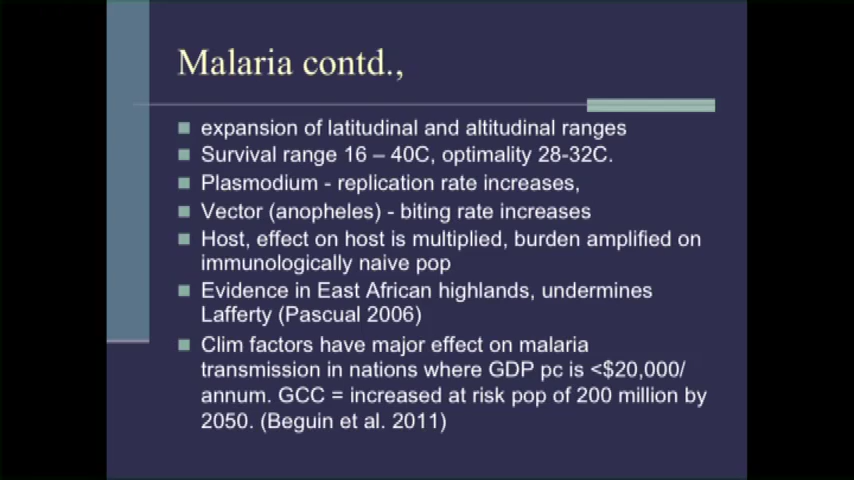 Malaria contd.,
expansion of latitudinal and altitudinal ranges
Survival range 16 – 40C, optimality 28-32C.
Plasmodium - replication rate increases,
Vector (anopheles) - biting rate increases
Host, effect on host is multiplied, burden amplified on
immunologically naive pop
Evidence in East African highlands, undermines
Lafferty (Pascual 2006)
Clim factors have major effect on malaria
transmission in nations where GDP pc is <$20,000/
annum. GCC = increased at risk pop of 200 million by
2050. (Beguin et al. 2011)